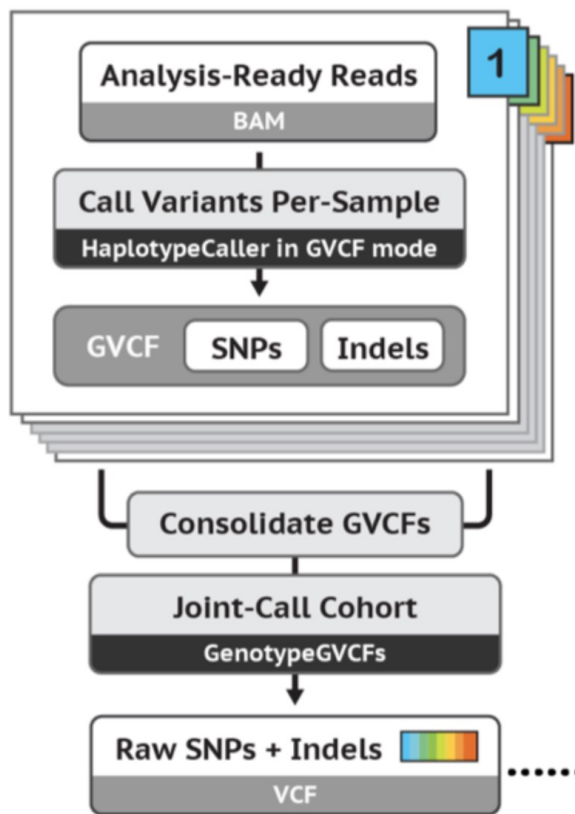 1
Analysis-Ready Reads
BAM
Call Variants Per-Sample
HaplotypeCaller in GVCF mode
GVCF SNPs Indels
Consolidate GVCFs
Joint-Call Cohort
GenotypeGVCFs
Raw SNPs + Indels
VCF